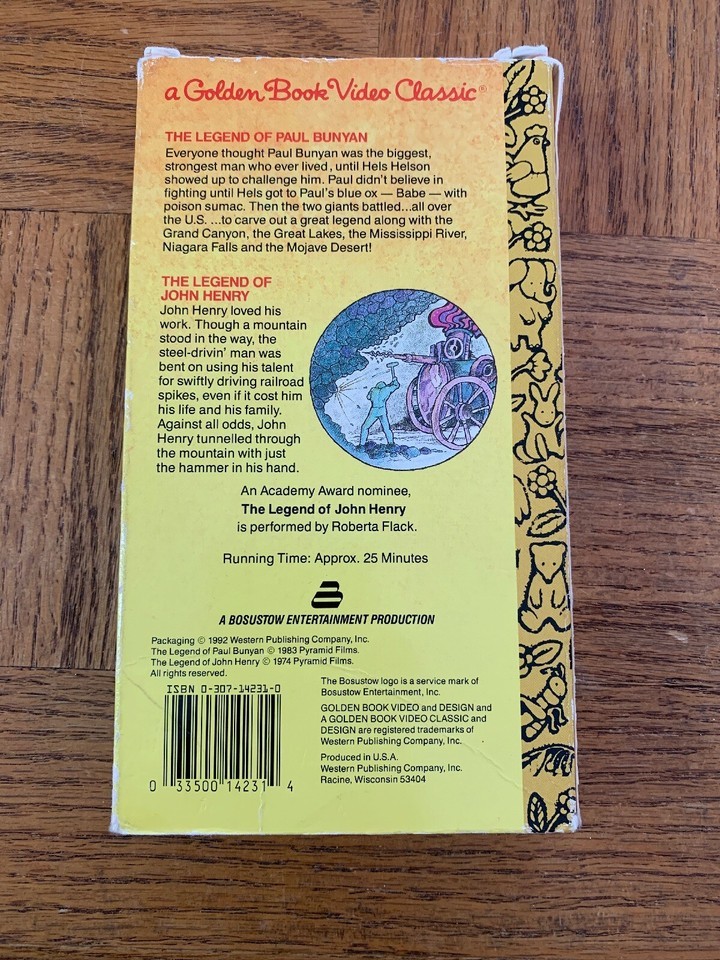 a Golden Book Video Classic®
THE LEGEND OF PAUL BUNYAN
Everyone thought Paul Bunyan was the biggest,
strongest man who ever lived, until Hels Helson
showed up to challenge him. Paul didn't believe in
fighting until Hels got to Paul's blue ox — Babe — with
poison sumac. Then the two giants battled...all over
the U.S. ...to carve out a great legend along with the
Grand Canyon, the Great Lakes, the Mississippi River,
Niagara Falls and the Mojave Desert!
THE LEGEND OF
JOHN HENRY
John Henry loved his
work. Though a mountain
stood in the way, the
steel-drivin' man was
bent on using his talent
for swiftly driving railroad
spikes, even if it cost him
his life and his family.
Against all odds, John
Henry tunnelled through
the mountain with just
the hammer in his hand.
An Academy Award nominee,
The Legend of John Henry
is performed by Roberta Flack.
Running Time: Approx. 25 Minutes
A BOSUSTOW ENTERTAINMENT PRODUCTION
Packaging © 1992 Western Publishing Company, Inc.
The Legend of Paul Bunyan © 1983 Pyramid Films.
The Legend of John Henry © 1974 Pyramid Films.
All rights reserved.
ISBN 0-307-14231-0
0 33500 14231 4
The Bosustow logo is a service mark of
Bosustow Entertainment, Inc.
GOLDEN BOOK VIDEO and DESIGN and
A GOLDEN BOOK VIDEO CLASSIC and
DESIGN are registered trademarks of
Western Publishing Company, Inc.
Produced in U.S.A.
Western Publishing Company, Inc.
Racine, Wisconsin 53404